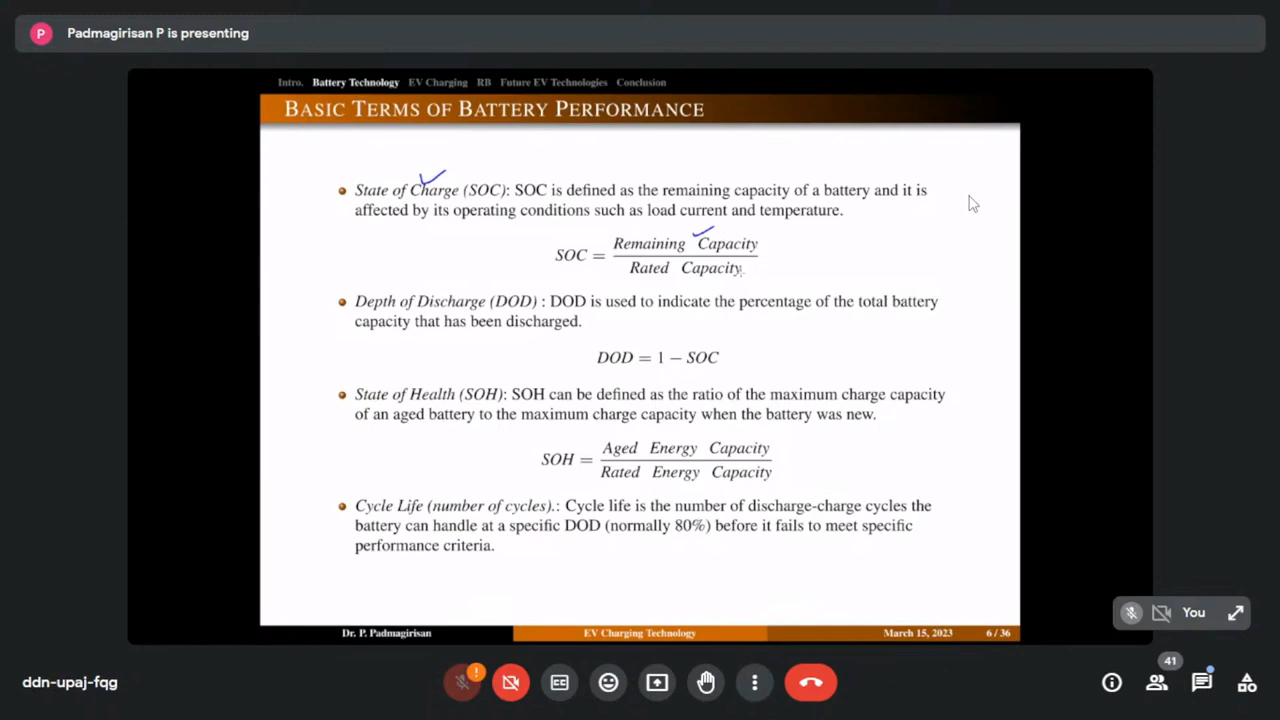 P Padmagirisan P is presenting
Intro. Battery Technology EV Charging RB Future EV Technologies Conclusion
BASIC TERMS OF BATTERY PERFORMANCE
State of Charge (SOC): SOC is defined as the remaining capacity of a battery and it is
affected by its operating conditions such as load current and temperature.
SOC = Remaining Capacity / Rated Capacity
Depth of Discharge (DOD) : DOD is used to indicate the percentage of the total battery
capacity that has been discharged.
DOD = 1 − SOC
State of Health (SOH): SOH can be defined as the ratio of the maximum charge capacity
of an aged battery to the maximum charge capacity when the battery was new.
SOH = Aged Energy Capacity / Rated Energy Capacity
Cycle Life (number of cycles).: Cycle life is the number of discharge-charge cycles the
battery can handle at a specific DOD (normally 80%) before it fails to meet specific
performance criteria.
You
Dr. P. Padmagirisan EV Charging Technology March 15, 2023 6 / 36
41
ddn-upaj-fqg